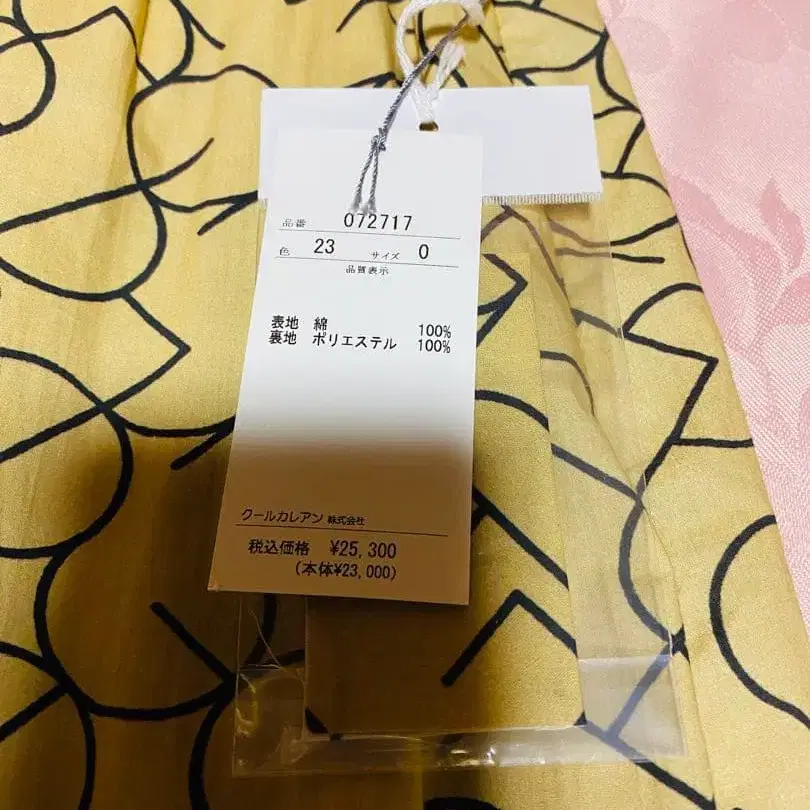 品番 072717
色 23 サイズ 0
品質表示
表地 綿 100%
裏地 ポリエステル 100%
クールカレアン 株式会社
税込価格 ¥25,300
(本体¥23,000)